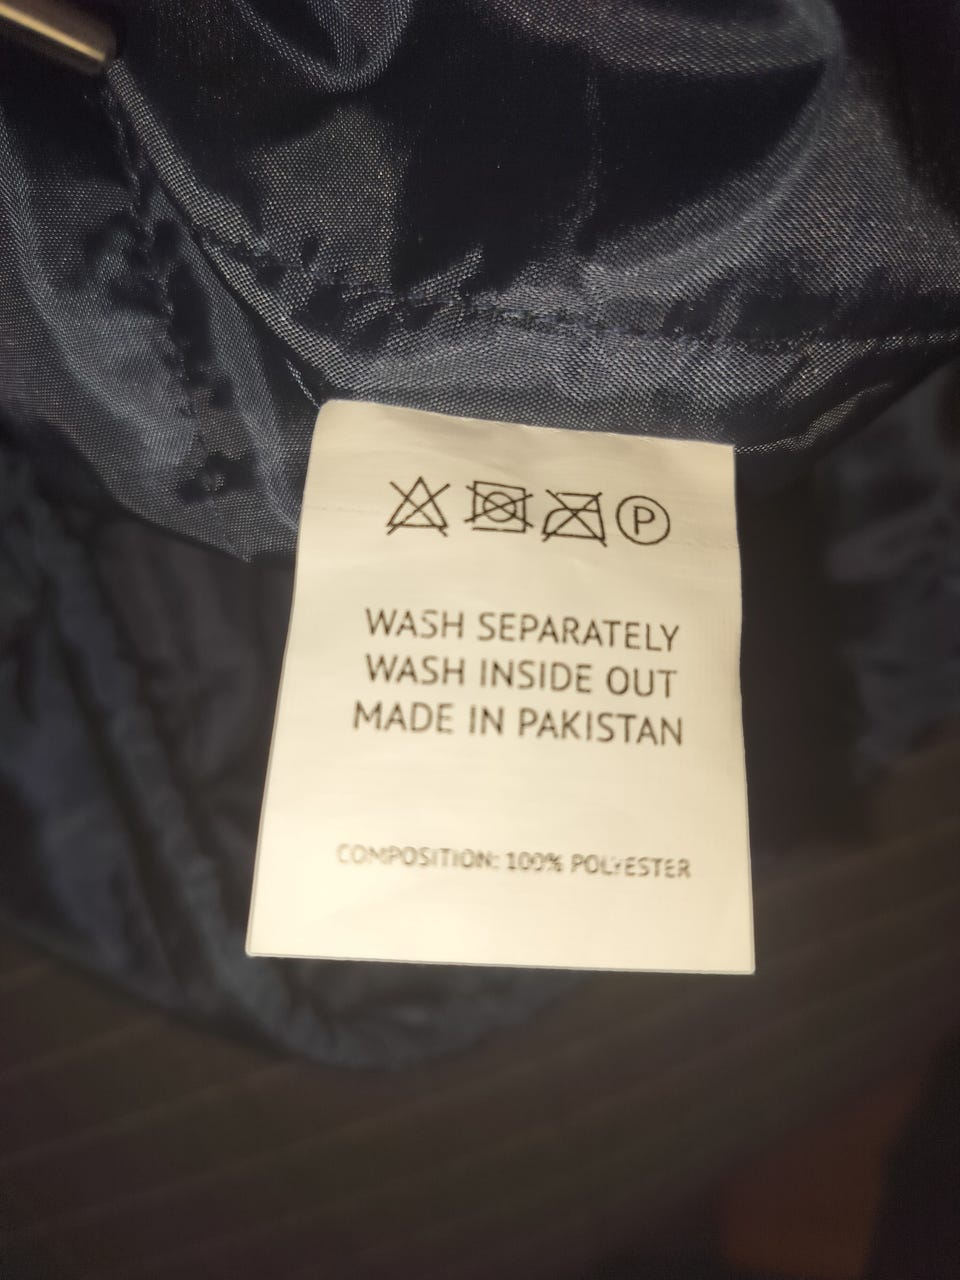 P
WASH SEPARATELY
WASH INSIDE OUT
MADE IN PAKISTAN
COMPOSITION: 100% POLYESTER